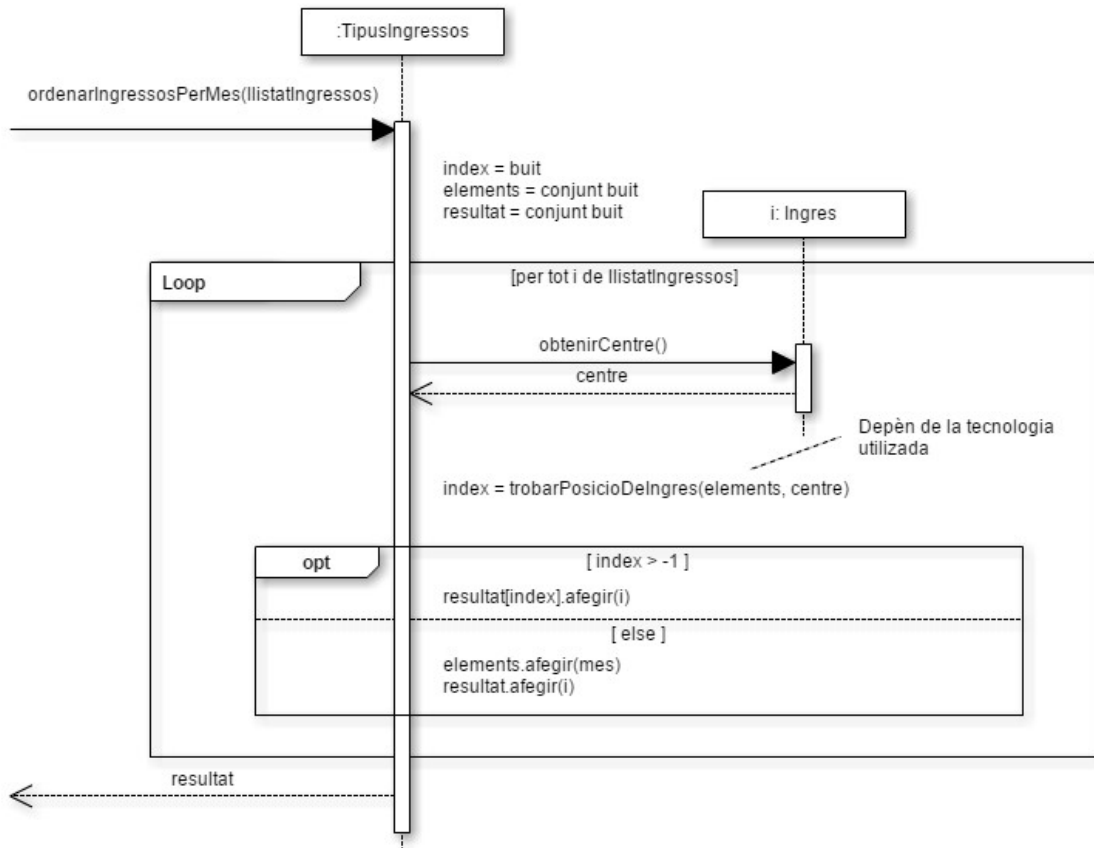 :TipusIngressos
ordenarIngressosPerMes(llistatIngressos)
index = buit
elements = conjunt buit
resultat = conjunt buit
i: Ingres
Loop
[per tot i de llistatIngressos]
obtenirCentre()
centre
Depèn de la tecnologia
utilizada
index = trobarPosicioDeIngres(elements, centre)
opt
[ index > -1 ]
resultat[index].afegir(i)
[ else ]
elements.afegir(mes)
resultat.afegir(i)
resultat